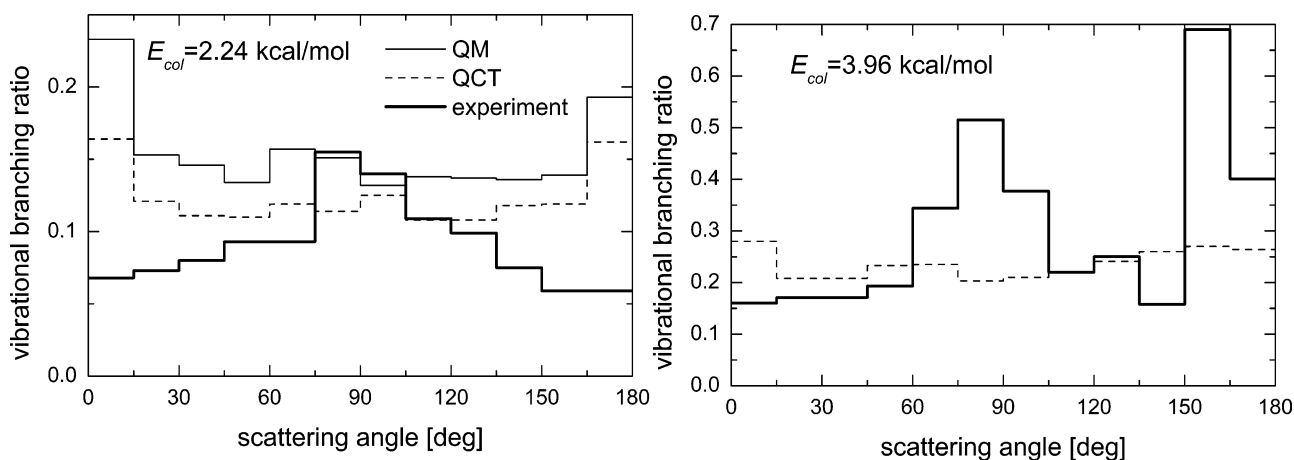 E_col=2.24 kcal/mol
QM
QCT
experiment
0.2
0.1
0.0
0 30 60 90 120 150 180
vibrational branching ratio
scattering angle [deg]
E_col=3.96 kcal/mol
0.7
0.6
0.5
0.4
0.3
0.2
0.1
0.0
0 30 60 90 120 150 180
vibrational branching ratio
scattering angle [deg]